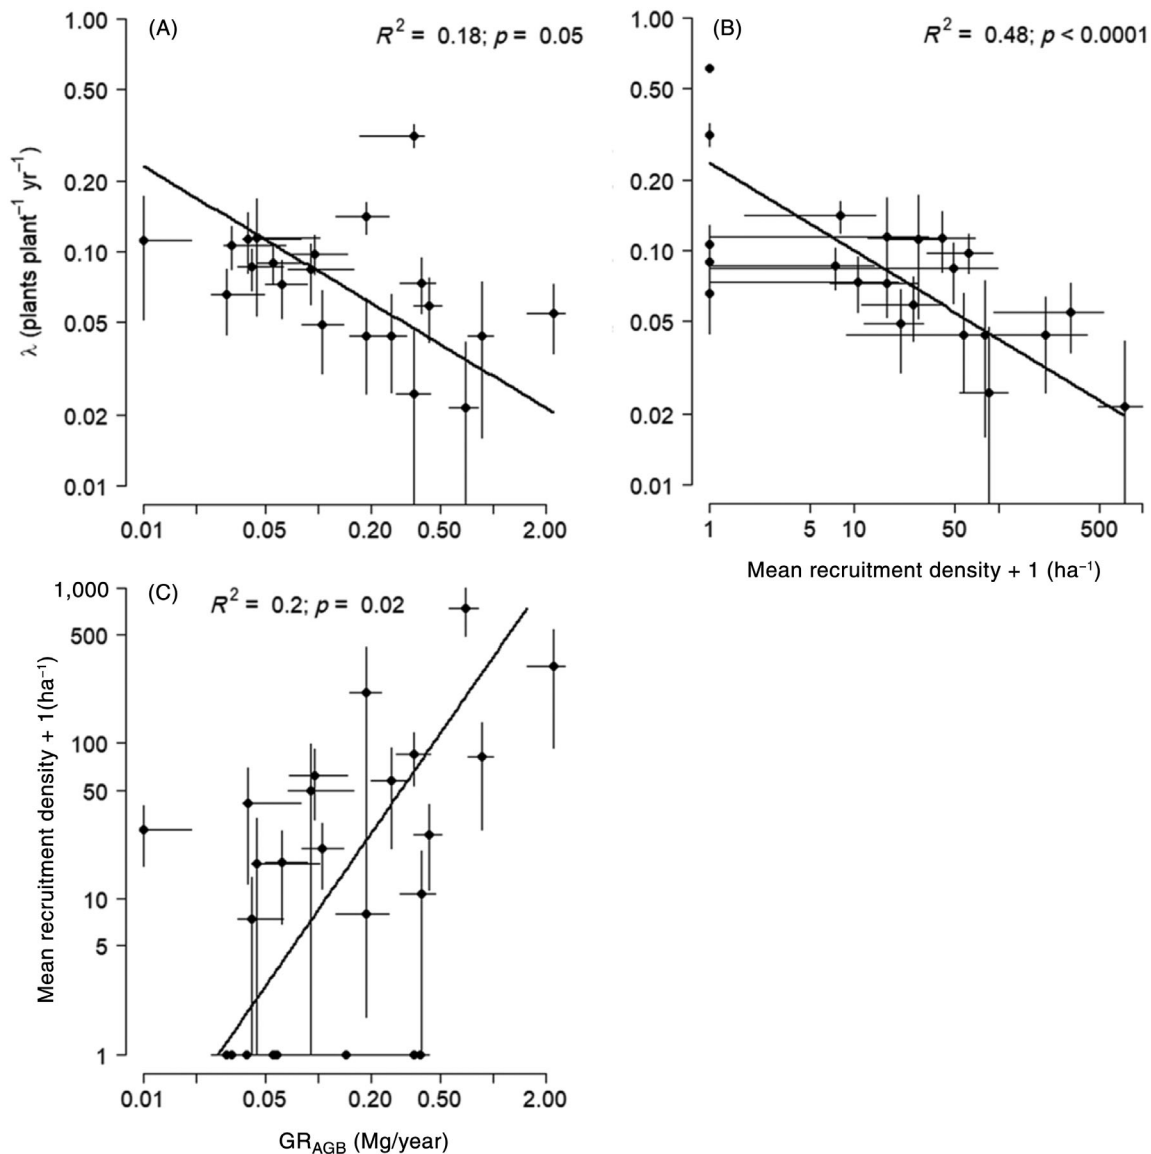 (A)
R² = 0.18; p = 0.05
1.00
0.50
0.20
0.10
0.05
0.02
0.01
λ (plants plant⁻¹ yr⁻¹)
0.01 0.05 0.20 0.50 2.00
(B)
R² = 0.48; p < 0.0001
1.00
0.50
0.20
0.10
0.05
0.02
0.01
1 5 10 50 500
Mean recruitment density + 1 (ha⁻¹)
(C)
R² = 0.2; p = 0.02
1,000
500
100
50
10
5
1
Mean recruitment density + 1(ha⁻¹)
0.01 0.05 0.20 0.50 2.00
GR_AGB (Mg/year)